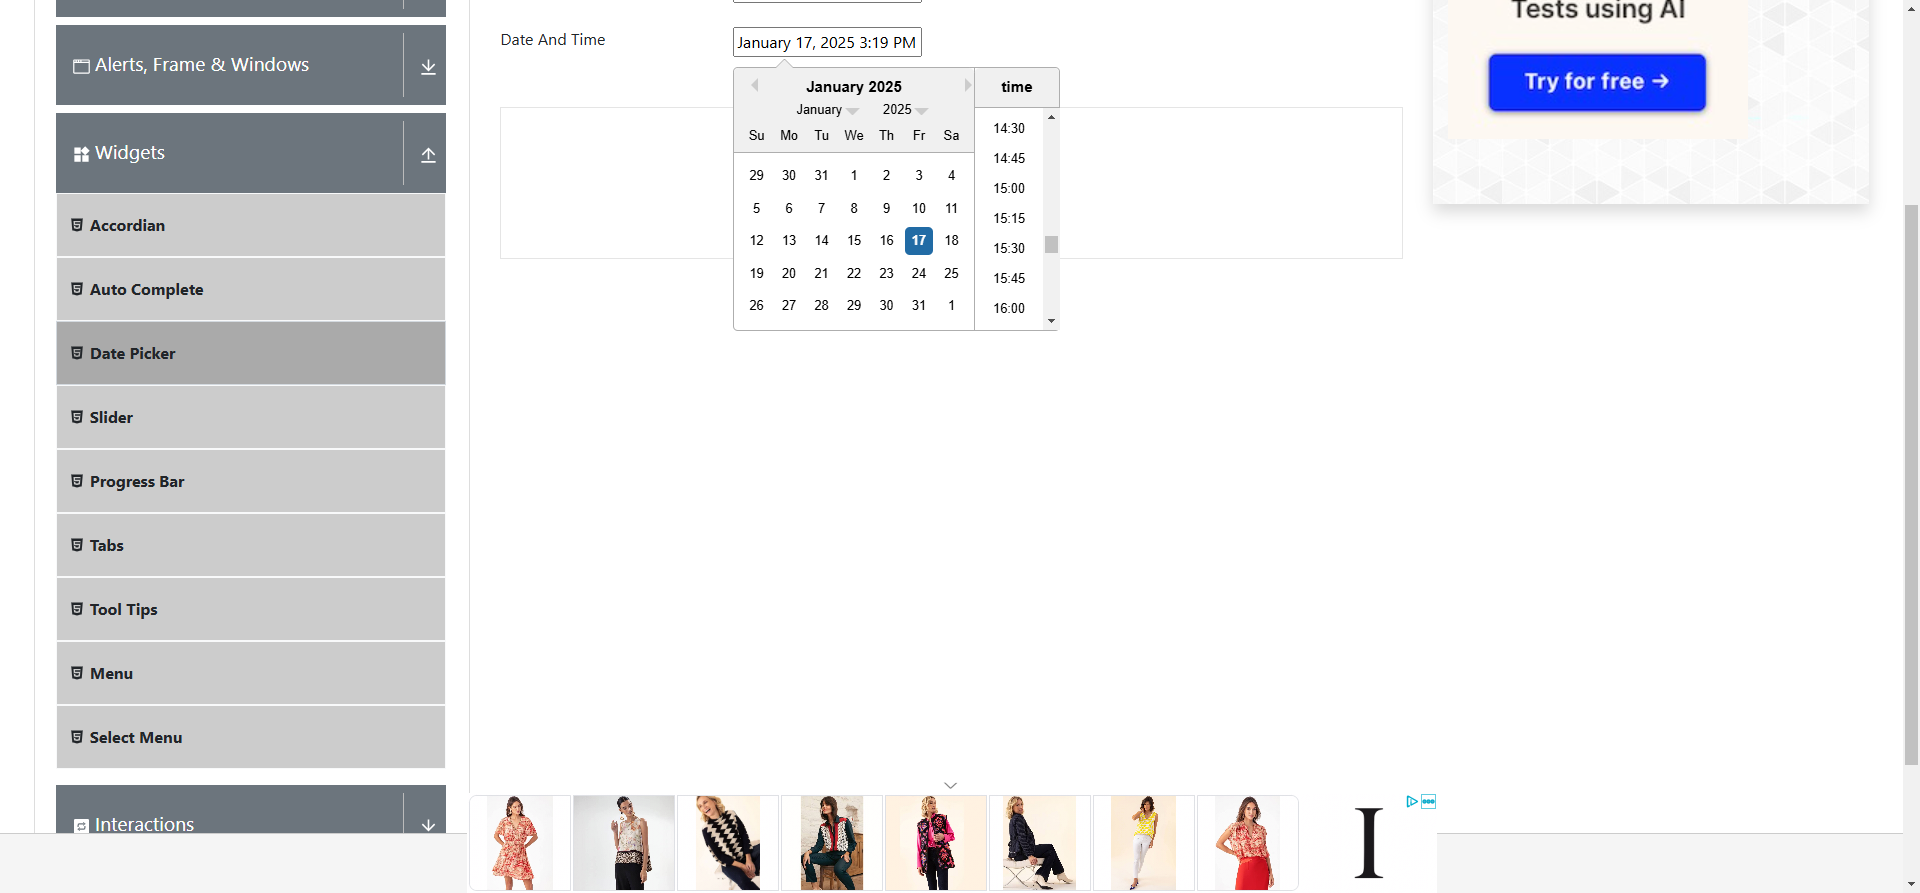 Alerts, Frame & Windows
Widgets
Accordian
Auto Complete
Date Picker
Slider
Progress Bar
Tabs
Tool Tips
Menu
Select Menu
Interactions
Date And Time
January 17, 2025 3:19 PM
January 2025
January 2025
Su Mo Tu We Th Fr Sa
29 30 31 1 2 3 4
5 6 7 8 9 10 11
12 13 14 15 16 17 18
19 20 21 22 23 24 25
26 27 28 29 30 31 1
time
14:30
14:45
15:00
15:15
15:30
15:45
16:00
Tests using AI
Try for free →
I